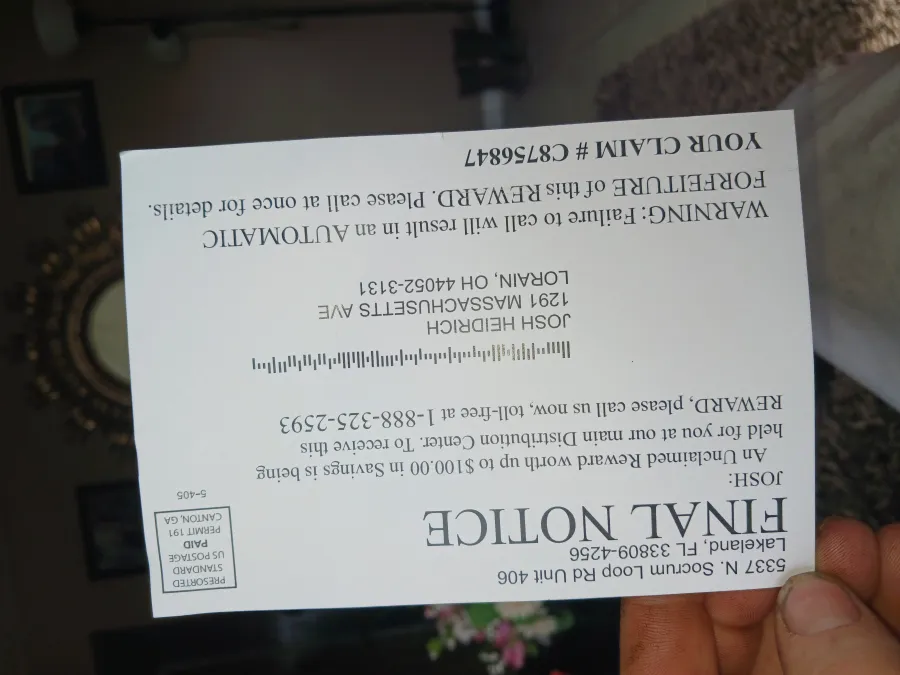 5337 N. Socrum Loop Rd Unit 406
Lakeland, FL 33809-4256
FINAL NOTICE
PRESORTED
STANDARD
US POSTAGE
PAID
PERMIT 191
CANTON, GA
5-405
JOSH:
An Unclaimed Reward worth up to $100.00 in Savings is being
held for you at our main Distribution Center. To receive this
REWARD, please call us now, toll-free at 1-888-325-2593
JOSH HEIDRICH
1291 MASSACHUSETTS AVE
LORAIN, OH 44052-3131
WARNING: Failure to call will result in an AUTOMATIC
FORFEITURE of this REWARD. Please call at once for details.
YOUR CLAIM # C8756847